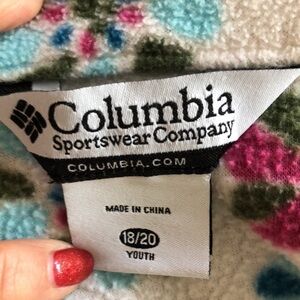 Columbia
Sportswear Company
COLUMBIA.COM
MADE IN CHINA
18/20
YOUTH